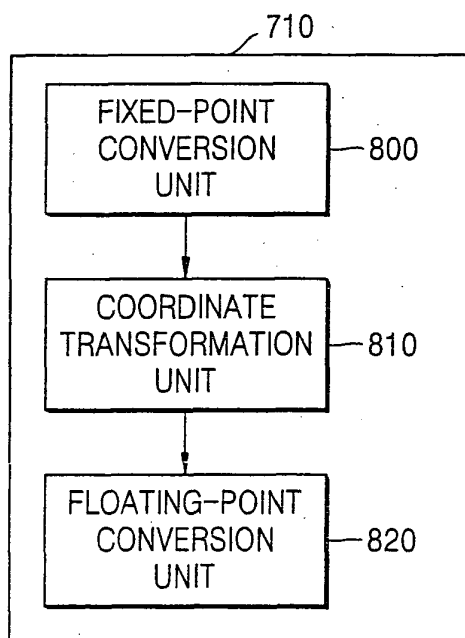 710
FIXED-POINT
CONVERSION
UNIT
800
COORDINATE
TRANSFORMATION
UNIT
810
FLOATING-POINT
CONVERSION
UNIT
820